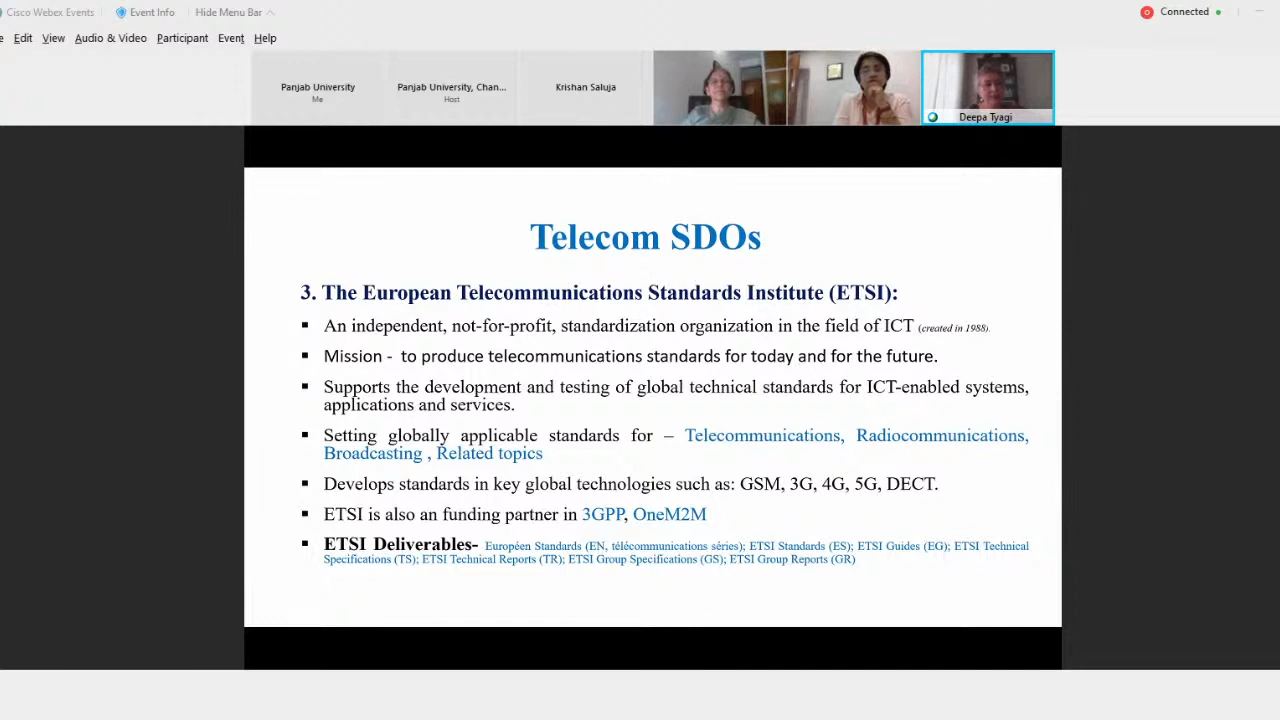 Cisco Webex Events Event Info Hide Menu Bar Connected
e Edit View Audio & Video Participant Event Help
Panjab University Panjab University, Chan... Krishan Saluja
Me Host
Deepa Tyagi
Telecom SDOs
3. The European Telecommunications Standards Institute (ETSI):
▪ An independent, not-for-profit, standardization organization in the field of ICT (created in 1988).
▪ Mission - to produce telecommunications standards for today and for the future.
▪ Supports the development and testing of global technical standards for ICT-enabled systems,
applications and services.
▪ Setting globally applicable standards for – Telecommunications, Radiocommunications,
Broadcasting , Related topics
▪ Develops standards in key global technologies such as: GSM, 3G, 4G, 5G, DECT.
▪ ETSI is also an funding partner in 3GPP, OneM2M
▪ ETSI Deliverables- Européen Standards (EN, télécommunications séries); ETSI Standards (ES); ETSI Guides (EG); ETSI Technical
Specifications (TS); ETSI Technical Reports (TR); ETSI Group Specifications (GS); ETSI Group Reports (GR)